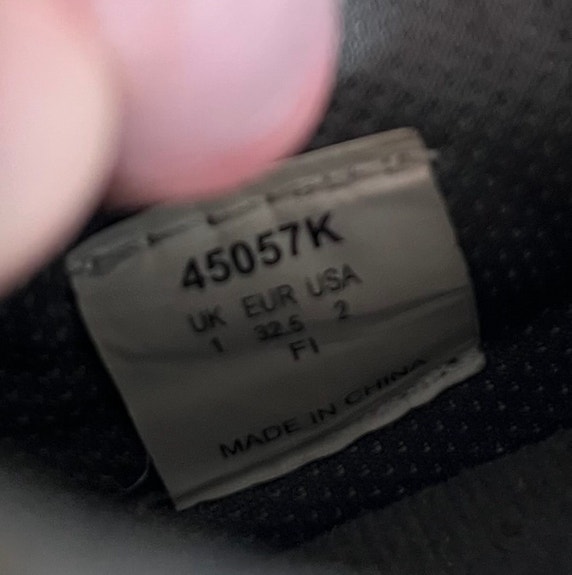 45057K
UK EUR USA
1 32.5 2
FI
MADE IN CHINA